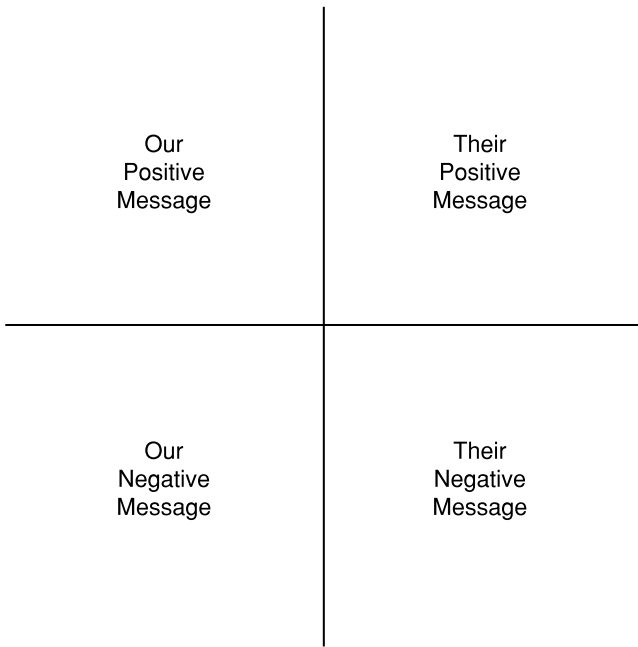 Our
Positive
Message
Their
Positive
Message
Our
Negative
Message
Their
Negative
Message